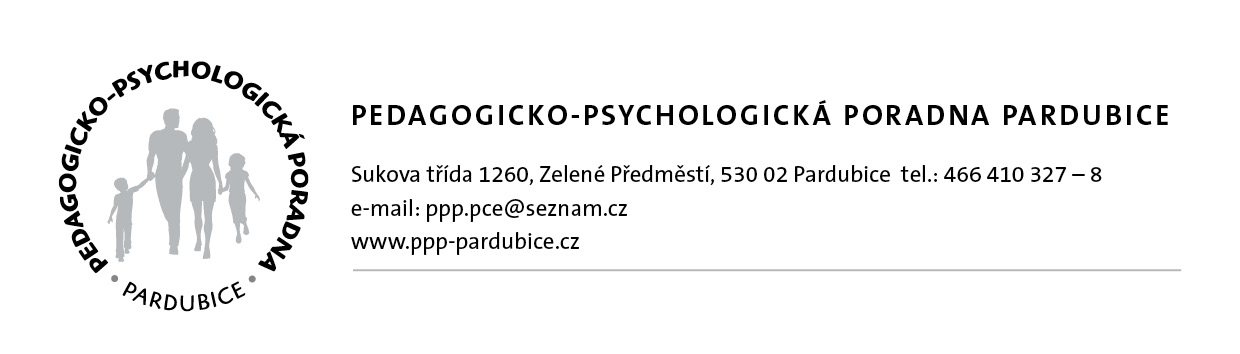 PEDAGOGICKO-PSYCHOLOGICKÁ PORADNA
• PARDUBICE •
PEDAGOGICKO-PSYCHOLOGICKÁ PORADNA PARDUBICE
Sukova třída 1260, Zelené Předměstí, 530 02 Pardubice tel.: 466 410 327 – 8
e-mail: ppp.pce@seznam.cz
www.ppp-pardubice.cz